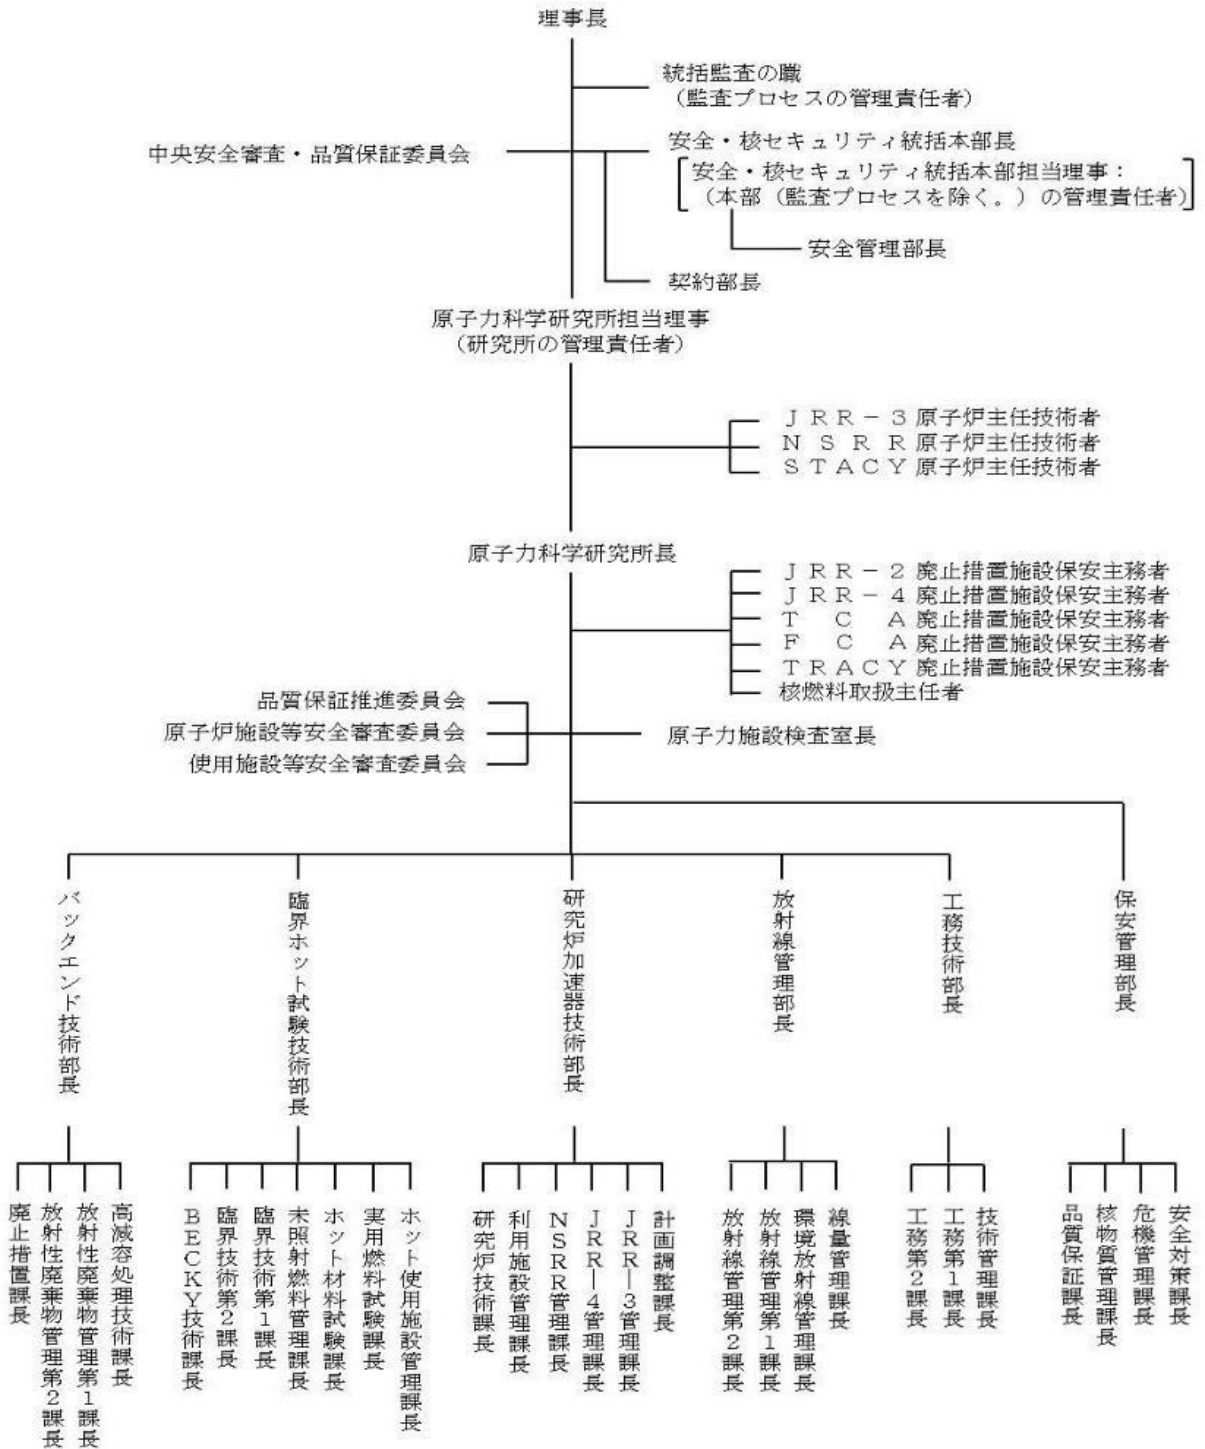 理事長
統括監査の職
（監査プロセスの管理責任者）
中央安全審査・品質保証委員会
安全・核セキュリティ統括本部長
安全・核セキュリティ統括本部担当理事：
（本部（監査プロセスを除く。）の管理責任者）
安全管理部長
契約部長
原子力科学研究所担当理事
（研究所の管理責任者）
ＪＲＲ－３原子炉主任技術者
ＮＳＲＲ原子炉主任技術者
ＳＴＡＣＹ原子炉主任技術者
原子力科学研究所長
ＪＲＲ－２廃止措置施設保安主務者
ＪＲＲ－４廃止措置施設保安主務者
ＴＣＡ廃止措置施設保安主務者
ＦＣＡ廃止措置施設保安主務者
ＴＲＡＣＹ廃止措置施設保安主務者
核燃料取扱主任者
品質保証推進委員会
原子炉施設等安全審査委員会
使用施設等安全審査委員会
原子力施設検査室長
バックエンド技術部長
臨界ホット試験技術部長
研究炉加速器技術部長
放射線管理部長
工務技術部長
保安管理部長
廃止措置課長
放射性廃棄物管理第２課長
放射性廃棄物管理第１課長
高減容処理技術課長
ＢＥＣＫＹ技術課長
臨界技術第２課長
臨界技術第１課長
未照射燃料管理課長
ホット材料試験課長
実用燃料試験課長
ホット使用施設管理課長
研究炉技術課長
利用施設管理課長
ＮＳＲＲ管理課長
ＪＲＲ－４管理課長
ＪＲＲ－３管理課長
計画調整課長
放射線管理第２課長
放射線管理第１課長
環境放射線管理課長
線量管理課長
工務第２課長
工務第１課長
技術管理課長
品質保証課長
核物質管理課長
危機管理課長
安全対策課長